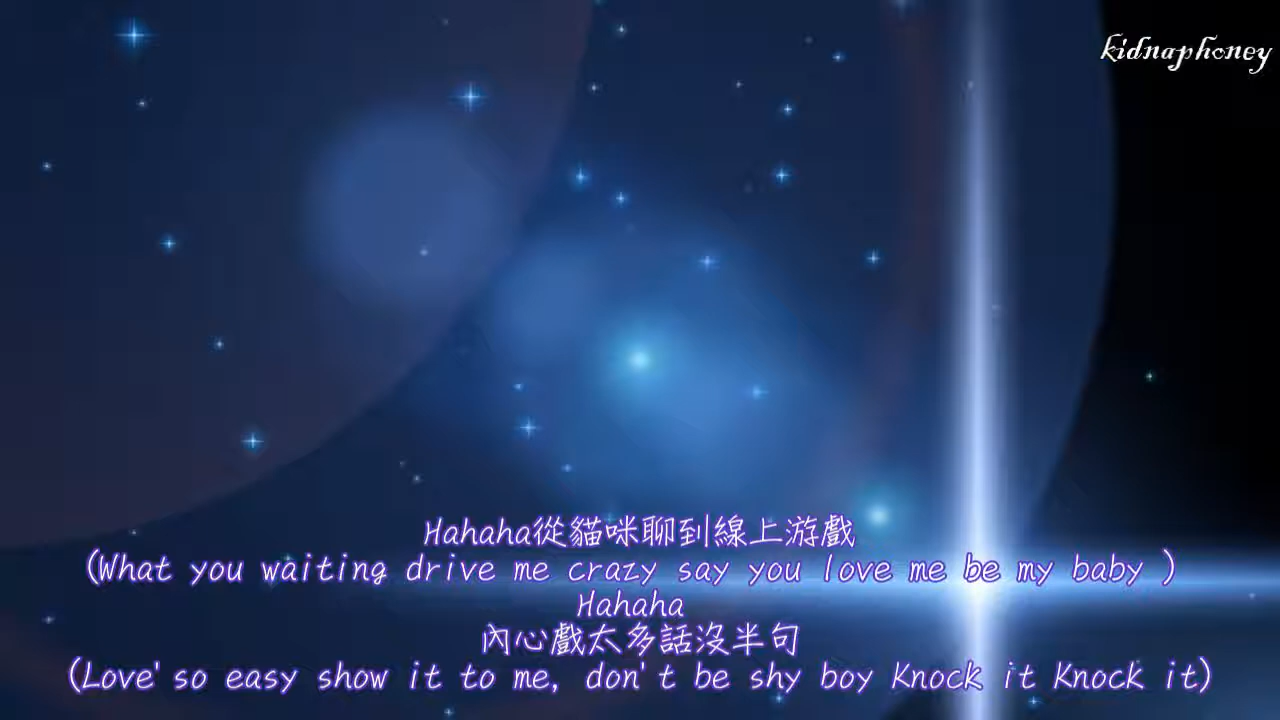 kidnaphoney
Hahaha從貓咪聊到線上游戲
(What you waiting drive me crazy say you love me be my baby )
Hahaha
內心戲太多話沒半句
(Love' so easy show it to me, don't be shy boy Knock it Knock it)